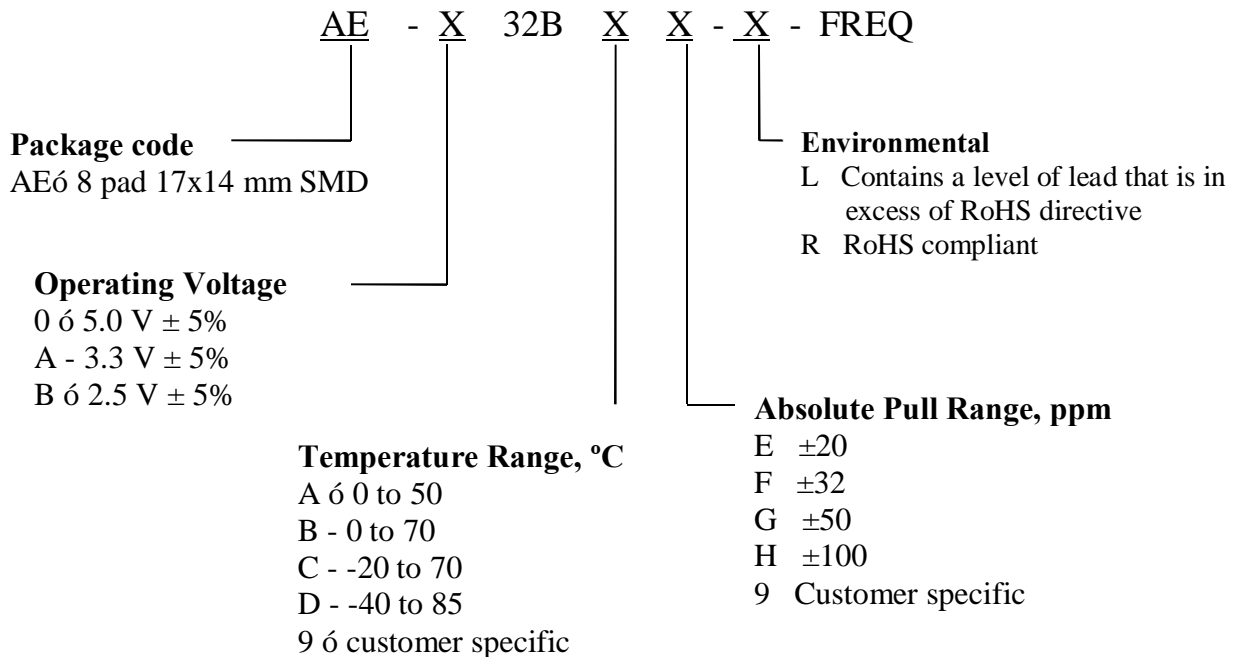 AE - X 32B X X - X - FREQ
Package code
AEó 8 pad 17x14 mm SMD
Environmental
L Contains a level of lead that is in
excess of RoHS directive
R RoHS compliant
Operating Voltage
0 ó 5.0 V ± 5%
A - 3.3 V ± 5%
B ó 2.5 V ± 5%
Absolute Pull Range, ppm
E ±20
F ±32
G ±50
H ±100
9 Customer specific
Temperature Range, ºC
A ó 0 to 50
B - 0 to 70
C - -20 to 70
D - -40 to 85
9 ó customer specific